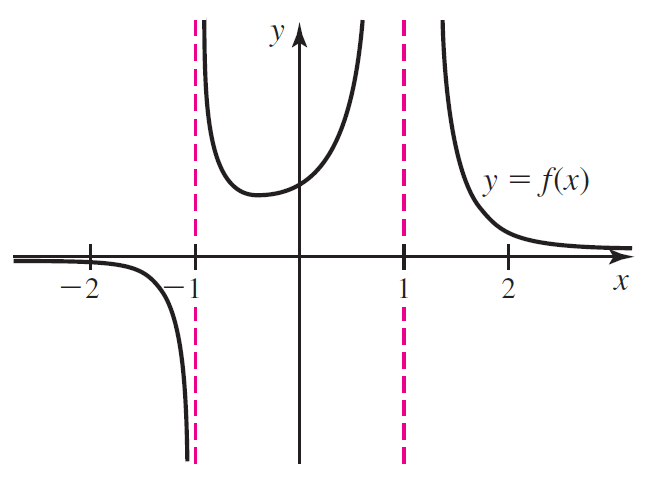 y
y = f(x)
−2 −1 1 2 x